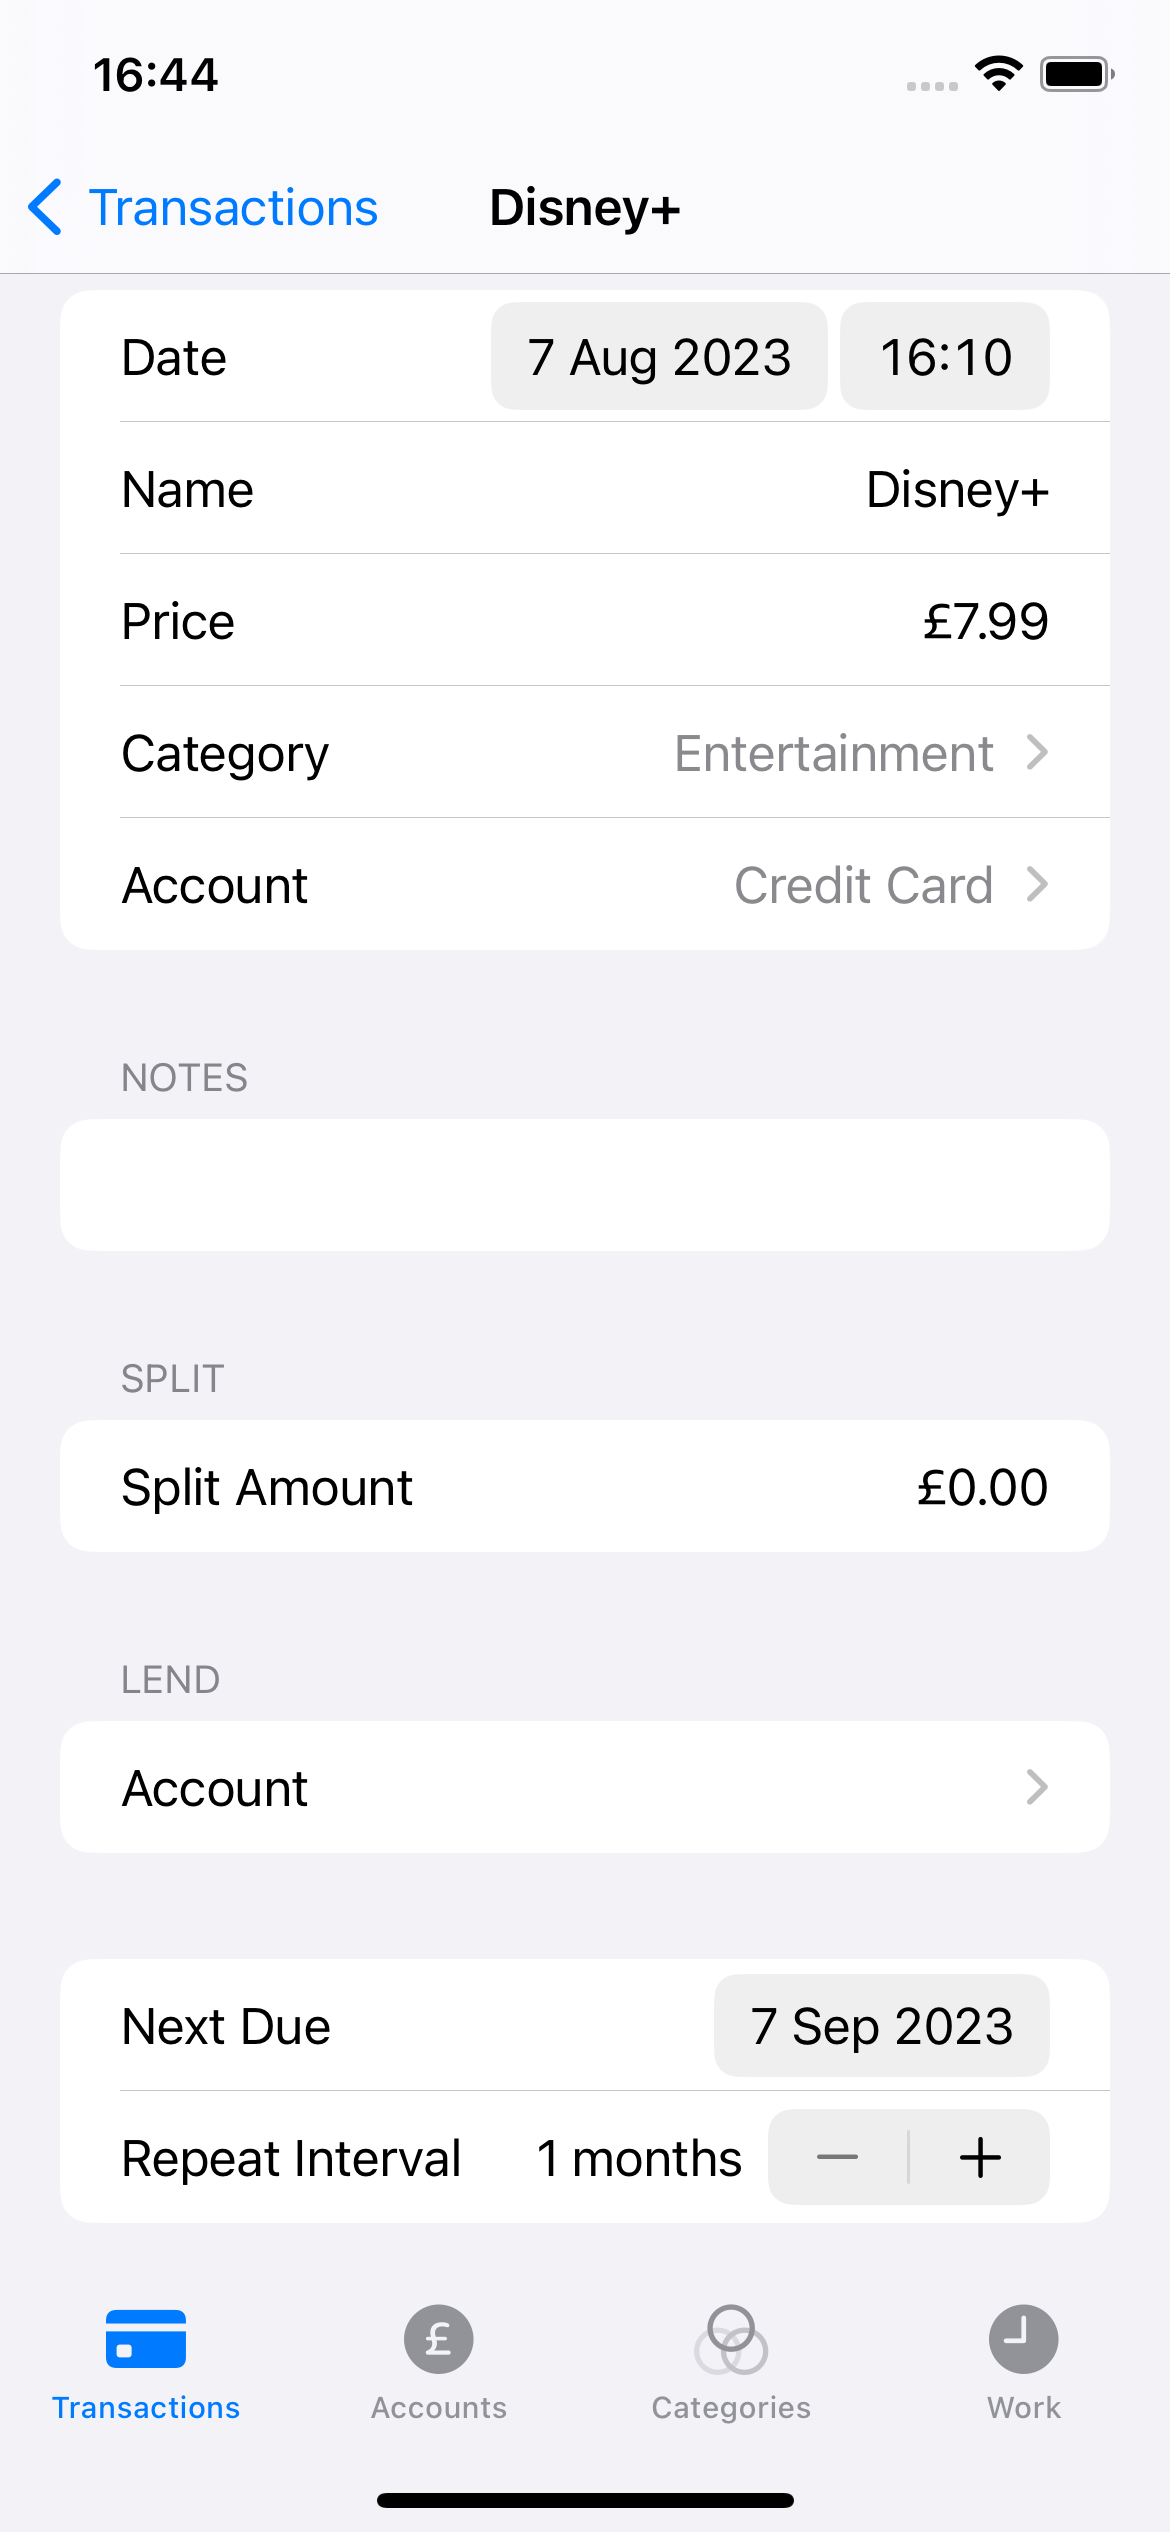 16:44
Transactions Disney+
Date 7 Aug 2023 16:10
Name Disney+
Price £7.99
Category Entertainment
Account Credit Card
NOTES
SPLIT
Split Amount £0.00
LEND
Account
Next Due 7 Sep 2023
Repeat Interval 1 months − +
£
Transactions Accounts Categories Work